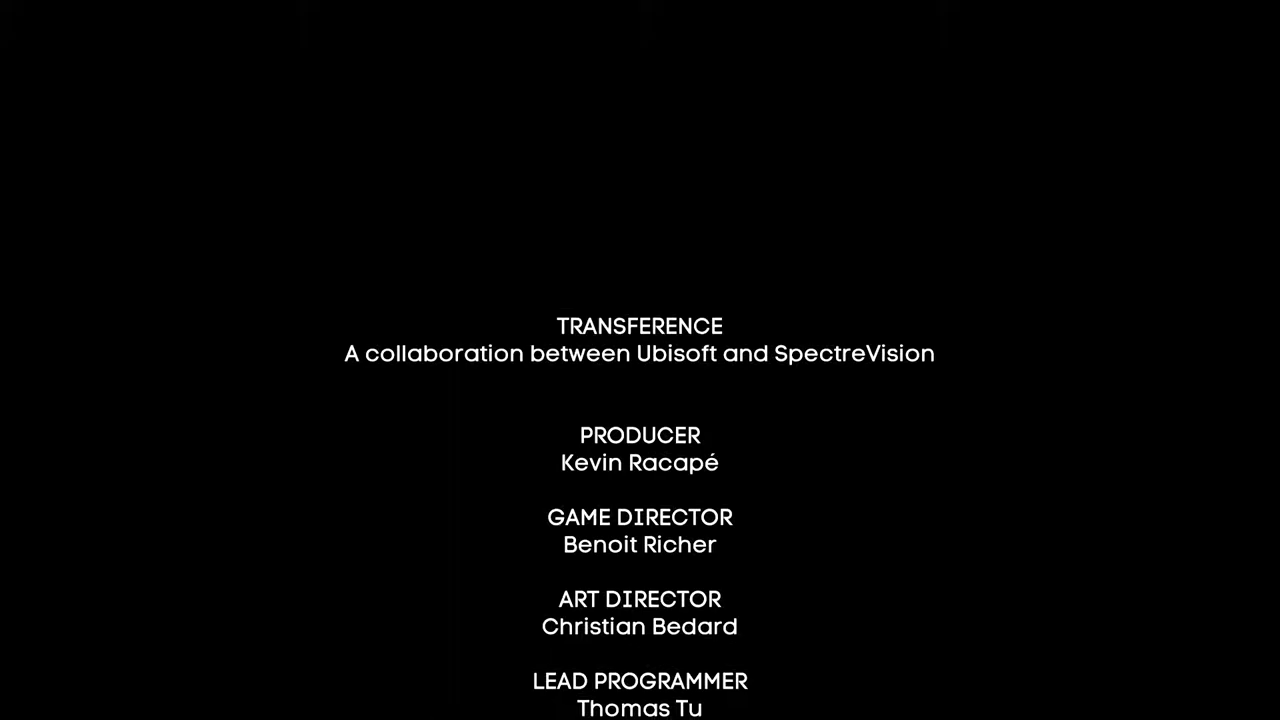 TRANSFERENCE
A collaboration between Ubisoft and SpectreVision
PRODUCER
Kevin Racapé
GAME DIRECTOR
Benoit Richer
ART DIRECTOR
Christian Bedard
LEAD PROGRAMMER
Thomas Tu